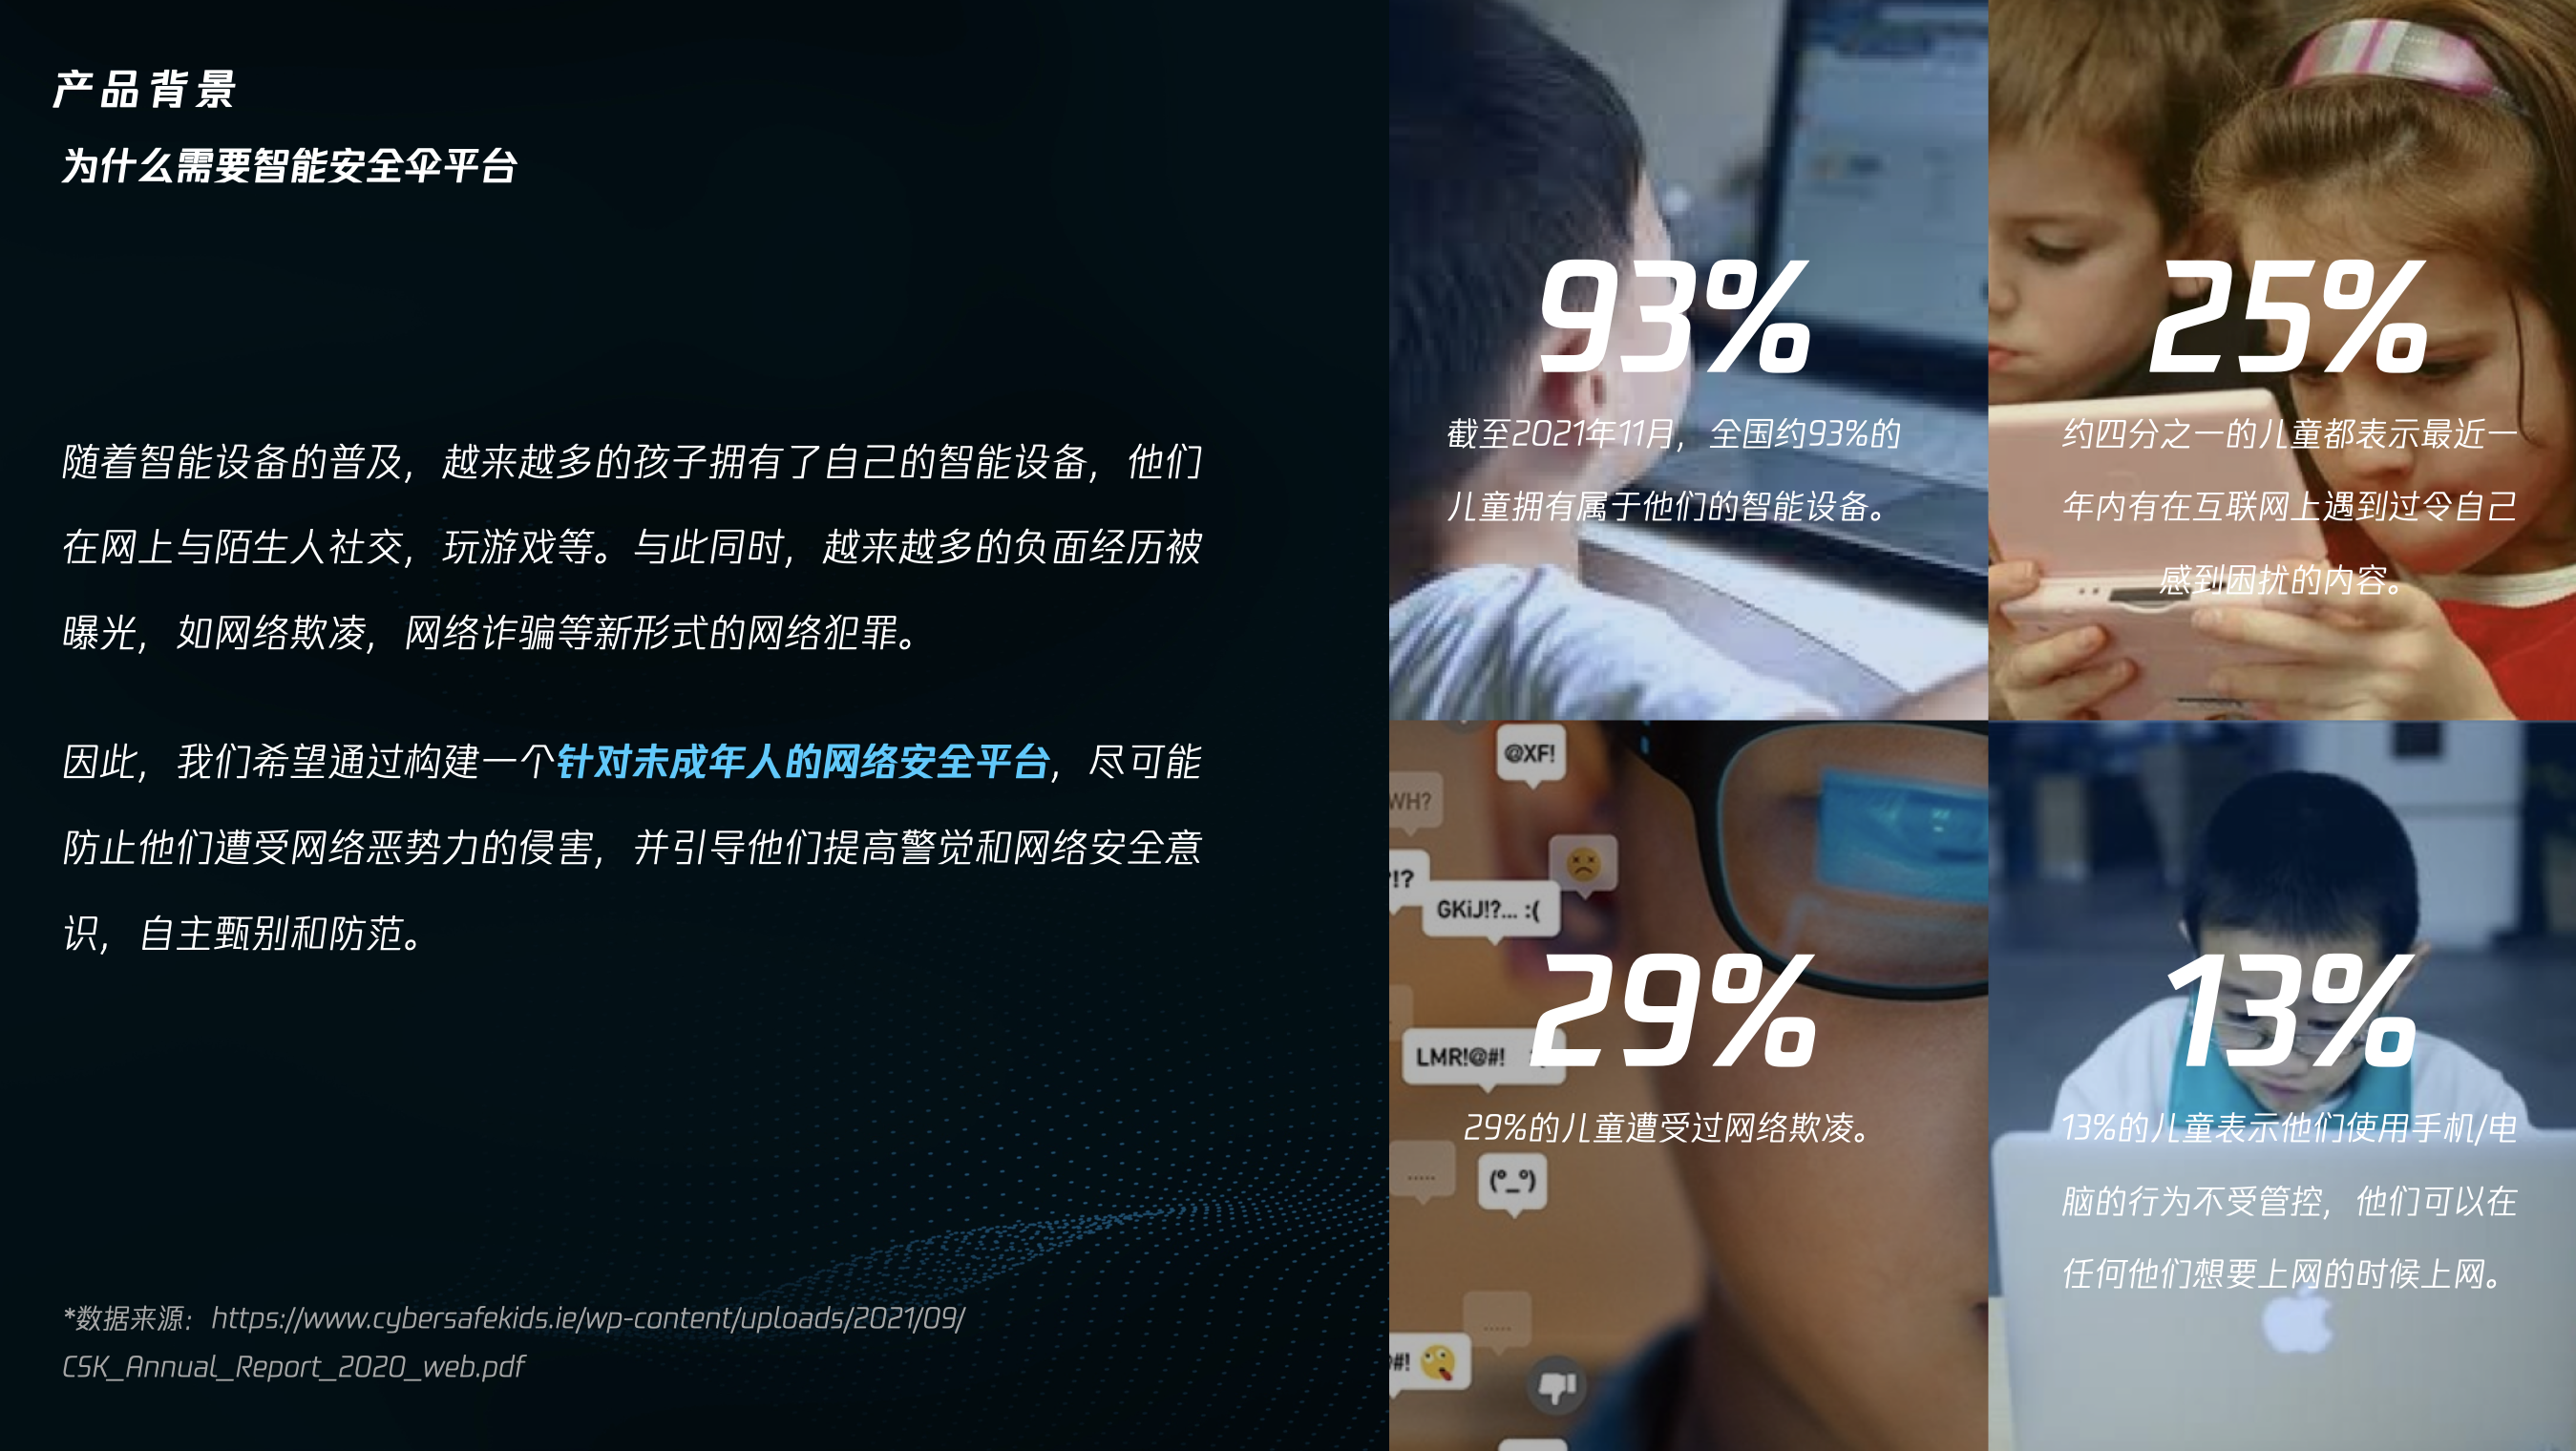 产品背景
为什么需要智能安全伞平台
随着智能设备的普及，越来越多的孩子拥有了自己的智能设备，他们
在网上与陌生人社交，玩游戏等。与此同时，越来越多的负面经历被
曝光，如网络欺凌，网络诈骗等新形式的网络犯罪。
因此，我们希望通过构建一个针对未成年人的网络安全平台，尽可能
防止他们遭受网络恶势力的侵害，并引导他们提高警觉和网络安全意
识，自主甄别和防范。
*数据来源：https://www.cybersafekids.ie/wp-content/uploads/2021/09/
CSK_Annual_Report_2020_web.pdf
93%
截至2021年11月，全国约93%的
儿童拥有属于他们的智能设备。
25%
约四分之一的儿童都表示最近一
年内有在互联网上遇到过令自己
感到困扰的内容。
@XF!
WH?
!?
GKiJ!?... :(
29%
LMR!@#!
29%的儿童遭受过网络欺凌。
.....
(°_°)
.....
#!
13%
13%的儿童表示他们使用手机/电
脑的行为不受管控，他们可以在
任何他们想要上网的时候上网。